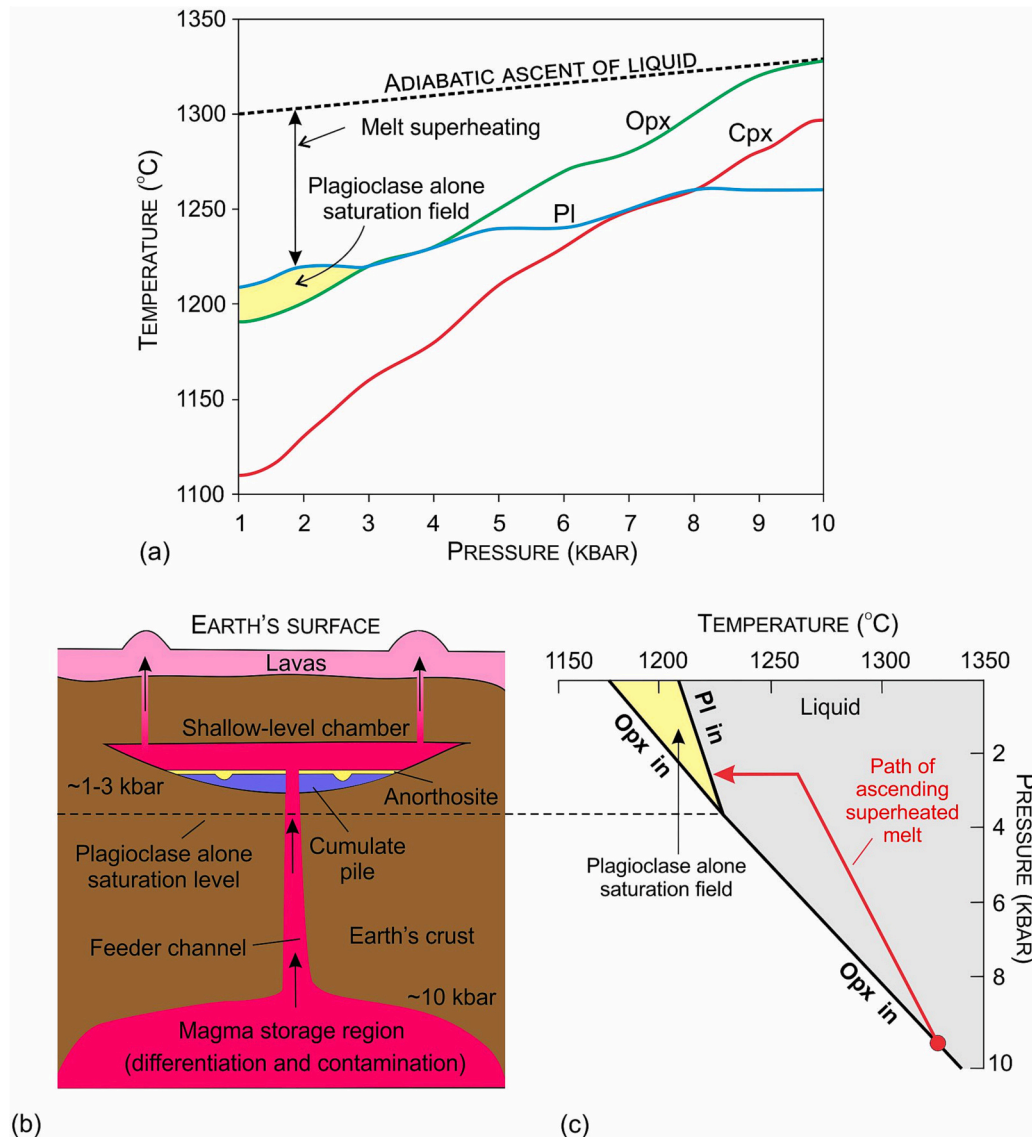 1350
1300
1250
1200
1150
1100
TEMPERATURE (°C)
ADIABATIC ASCENT OF LIQUID
Melt superheating
Opx
Cpx
Plagioclase alone
saturation field
Pl
1 2 3 4 5 6 7 8 9 10
PRESSURE (KBAR)
(a)
EARTH'S SURFACE
Lavas
Shallow-level chamber
~1-3 kbar
Anorthosite
Plagioclase alone
saturation level
Cumulate
pile
Feeder channel
Earth's crust
~10 kbar
Magma storage region
(differentiation and contamination)
(b)
TEMPERATURE (°C)
1150 1200 1250 1300 1350
Liquid
Pl in
Opx in
Path of
ascending
superheated
melt
Plagioclase alone
saturation field
Opx in
2
4
6
8
10
PRESSURE (KBAR)
(c)